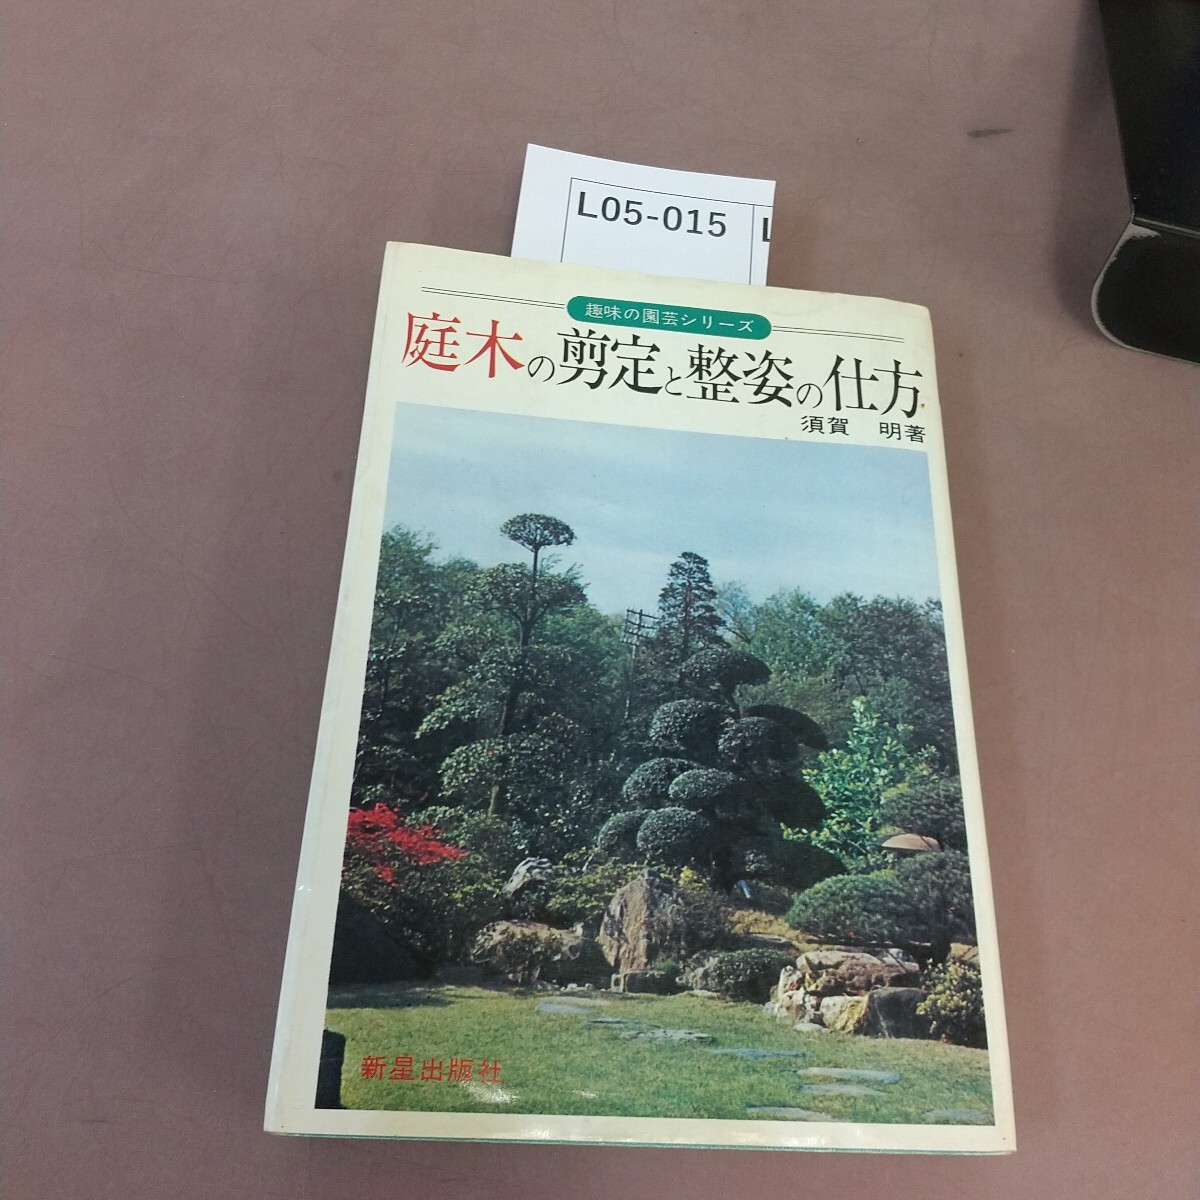 L05-015
L
趣味の園芸シリーズ
庭木の剪定と整姿の仕方
須賀 明著
新星出版社